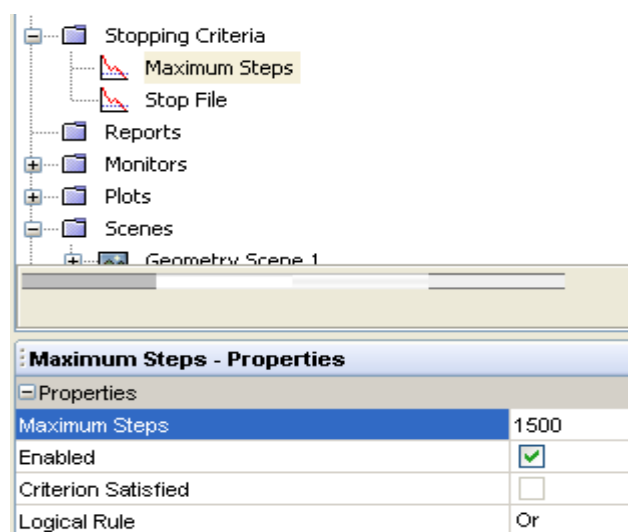 Stopping Criteria
Maximum Steps
Stop File
Reports
Monitors
Plots
Scenes
Geometry Scene 1
Maximum Steps - Properties
Properties
Maximum Steps 1500
Enabled
Criterion Satisfied
Logical Rule Or